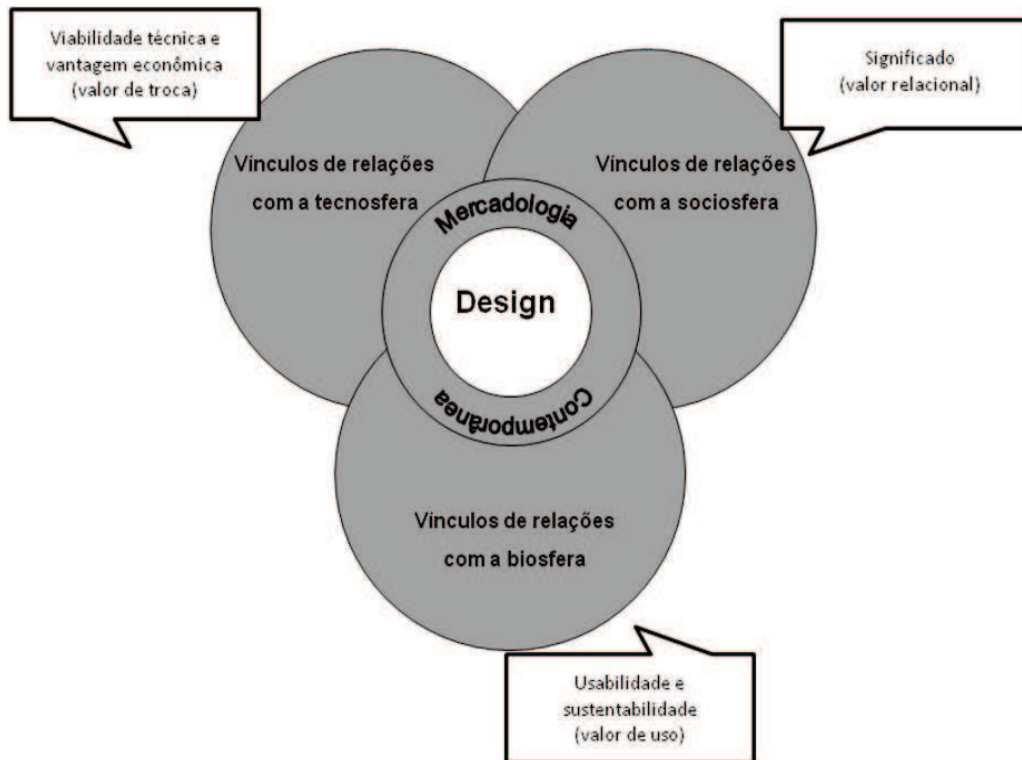 Viabilidade técnica e
vantagem econômica
(valor de troca)
Significado
(valor relacional)
Vínculos de relações
com a tecnosfera
Vínculos de relações
com a sociosfera
Mercadologia
Design
Contemporânea
Vínculos de relações
com a biosfera
Usabilidade e
sustentabilidade
(valor de uso)